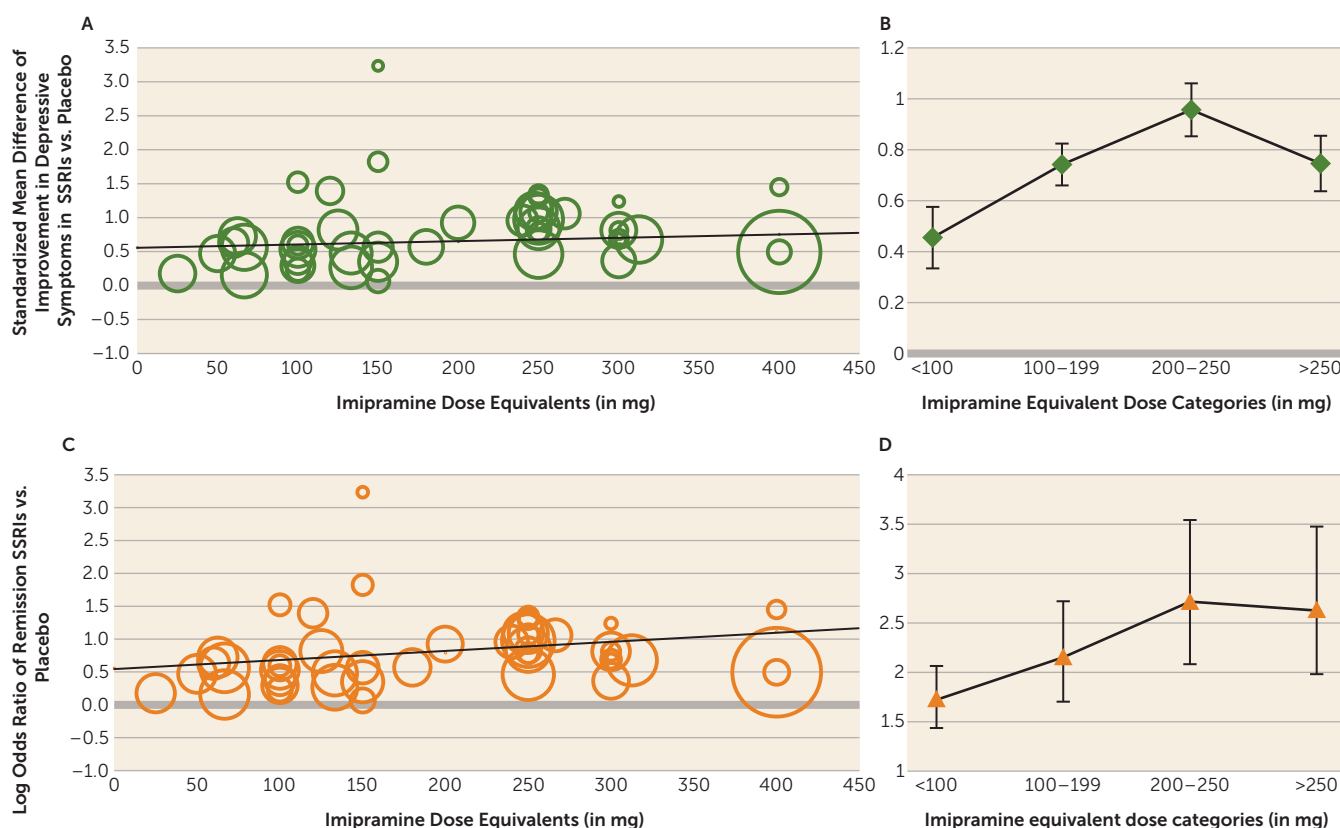 A
Standardized Mean Difference of
Improvement in Depressive
Symptoms in SSRIs vs. Placebo
3.5
3.0
2.5
2.0
1.5
1.0
0.5
0.0
−0.5
−1.0
0 50 100 150 200 250 300 350 400 450
Imipramine Dose Equivalents (in mg)
B
1.2
1
0.8
0.6
0.4
0.2
0
<100 100–199 200–250 >250
Imipramine Equivalent Dose Categories (in mg)
C
Log Odds Ratio of Remission SSRIs vs.
Placebo
3.5
3.0
2.5
2.0
1.5
1.0
0.5
0.0
−0.5
−1.0
0 50 100 150 200 250 300 350 400 450
Imipramine Dose Equivalents (in mg)
D
4
3.5
3
2.5
2
1.5
1
<100 100–199 200–250 >250
Imipramine equivalent dose categories (in mg)